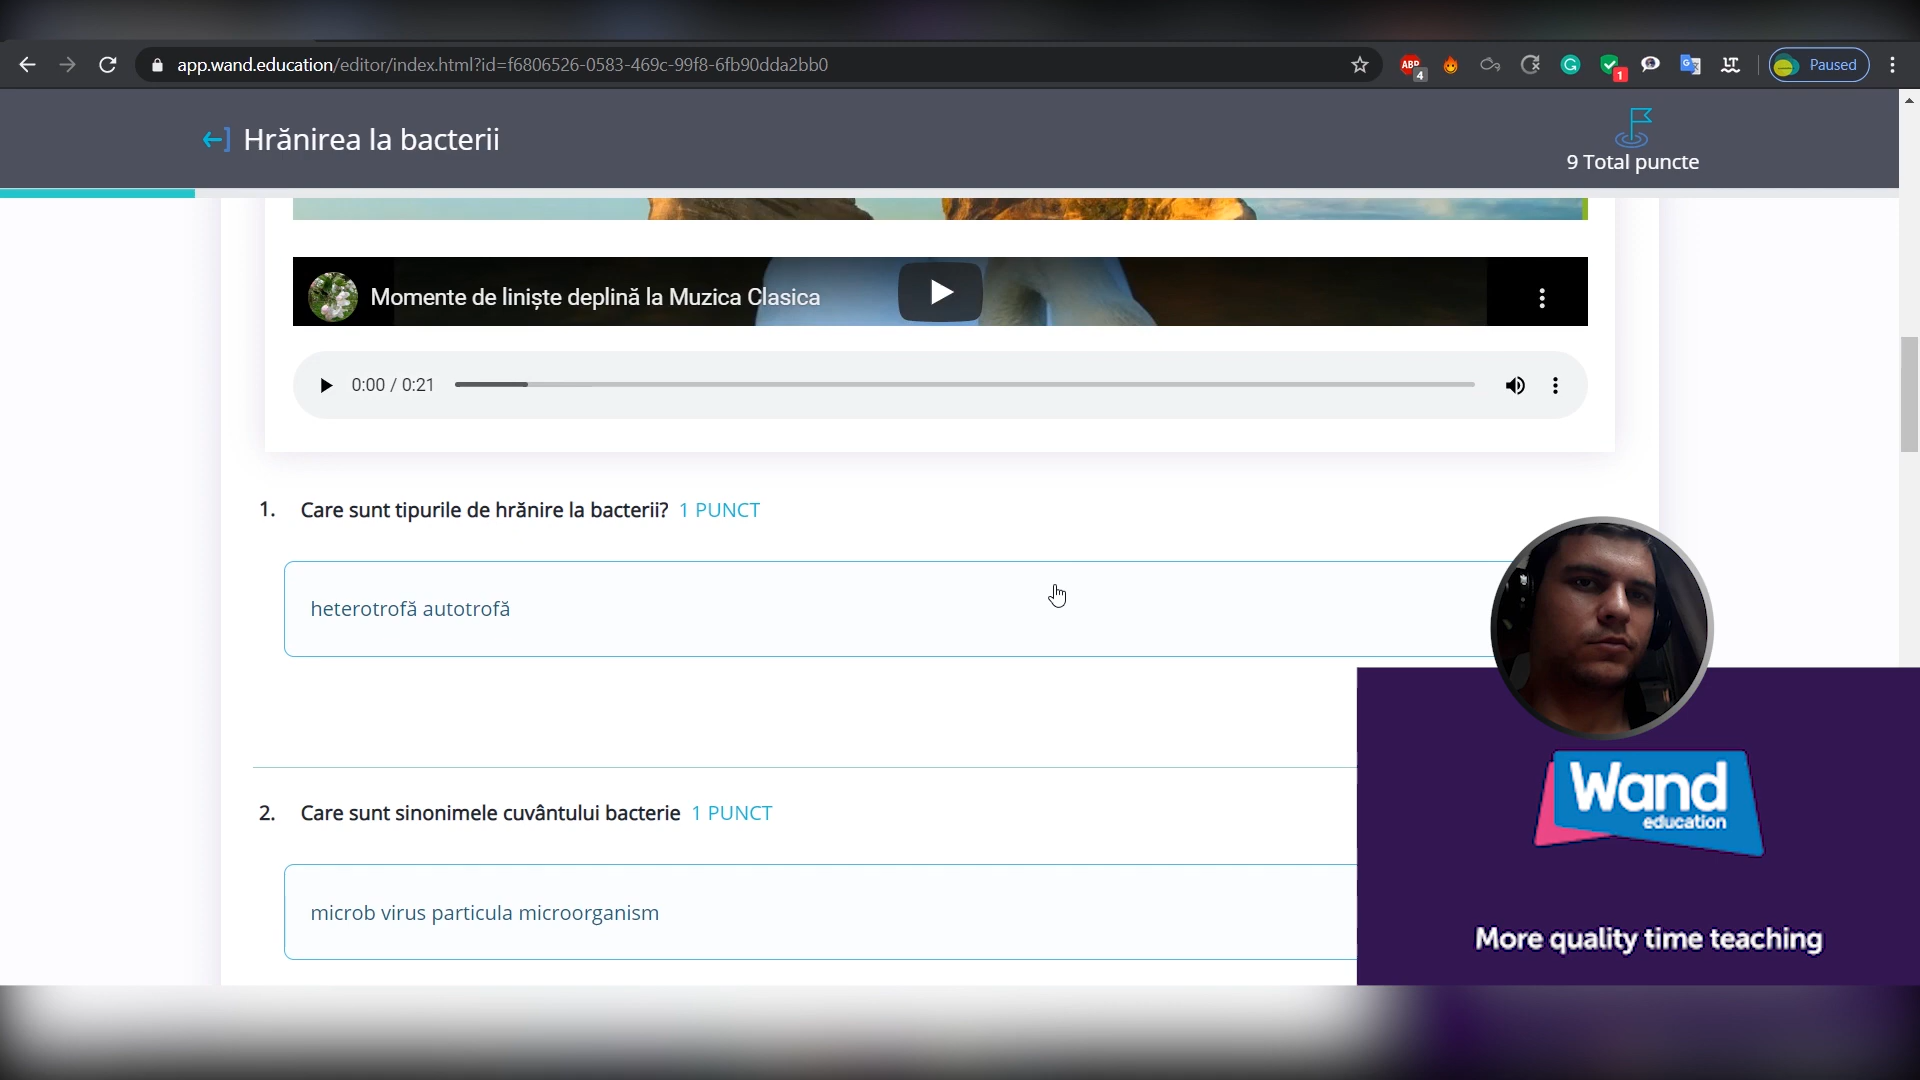 app.wand.education/editor/index.html?id=f6806526-0583-469c-99f8-6fb90dda2bb0
ABP
4
1
Paused
Hrănirea la bacterii
9 Total puncte
Momente de liniște deplină la Muzica Clasica
0:00 / 0:21
1. Care sunt tipurile de hrănire la bacterii? 1 PUNCT
heterotrofă autotrofă
2. Care sunt sinonimele cuvântului bacterie 1 PUNCT
microb virus particula microorganism
Wand
education
More quality time teaching